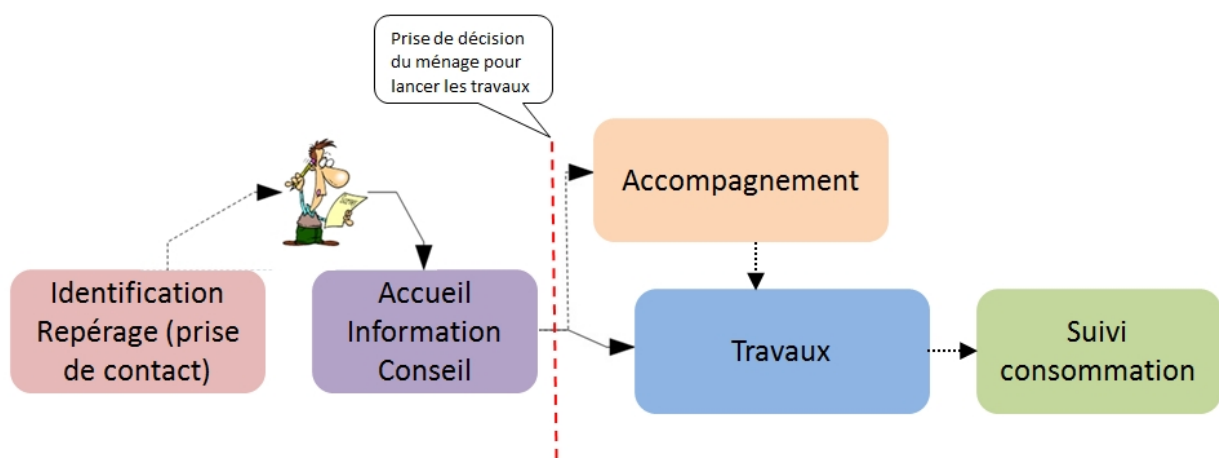 Prise de décision
du ménage pour
lancer les travaux
Accompagnement
Identification
Repérage (prise
de contact)
Accueil
Information
Conseil
Travaux
Suivi
consommation